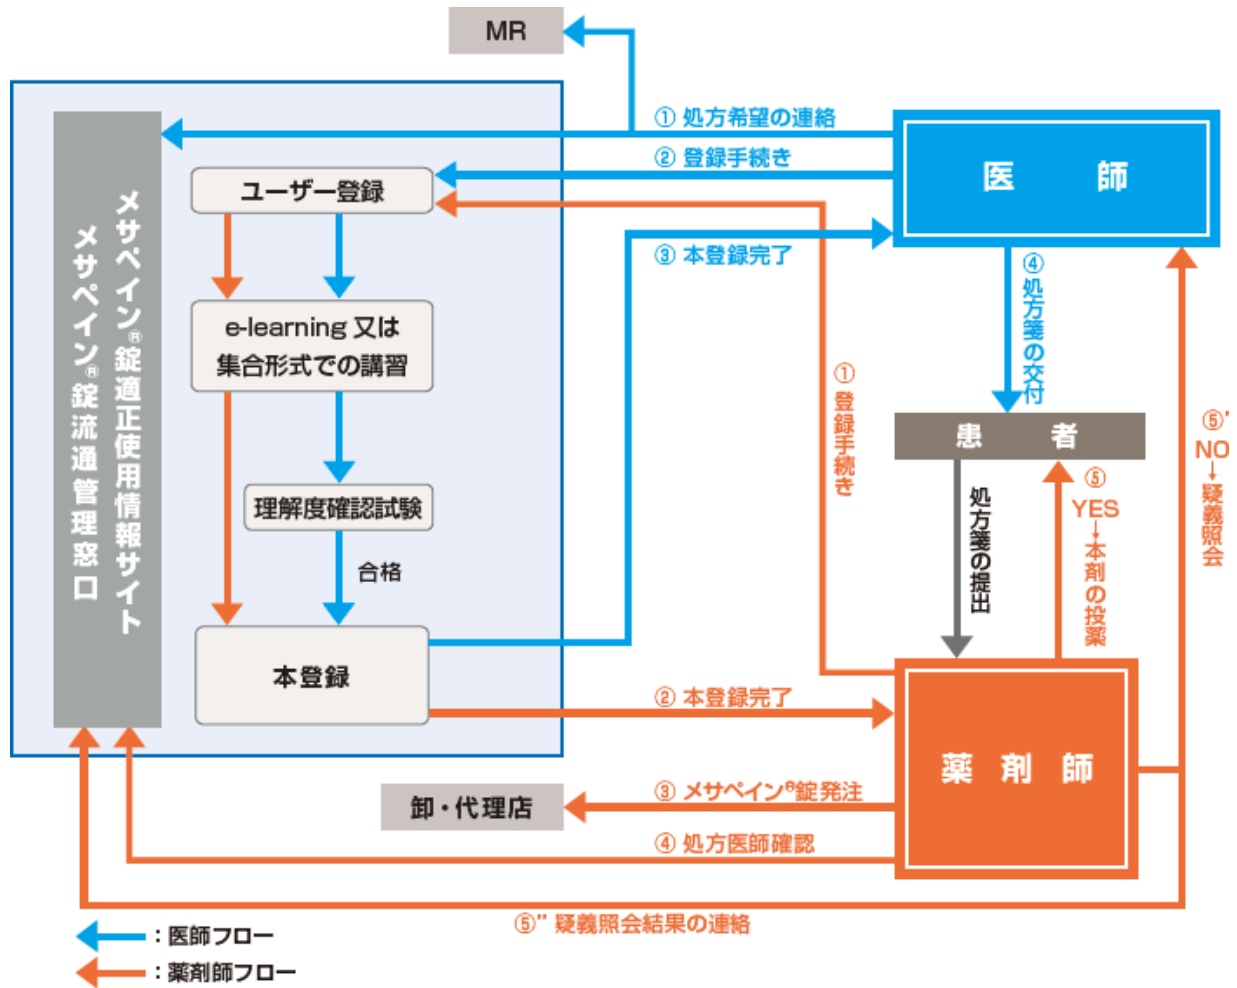 MR
① 処方希望の連絡
② 登録手続き
医 師
ユーザー登録
③ 本登録完了
メサペイン®錠適正使用情報サイト
メサペイン®錠流通管理窓口
e-learning 又は
集合形式での講習
④処方箋の交付
① 登録手続き
患 者
⑤'
NO→疑義照会
⑤
YES→本剤の投薬
処方箋の提出
理解度確認試験
合格
本登録
② 本登録完了
薬 剤 師
③ メサペイン®錠発注
卸・代理店
④ 処方医師確認
⑤" 疑義照会結果の連絡
：医師フロー
：薬剤師フロー